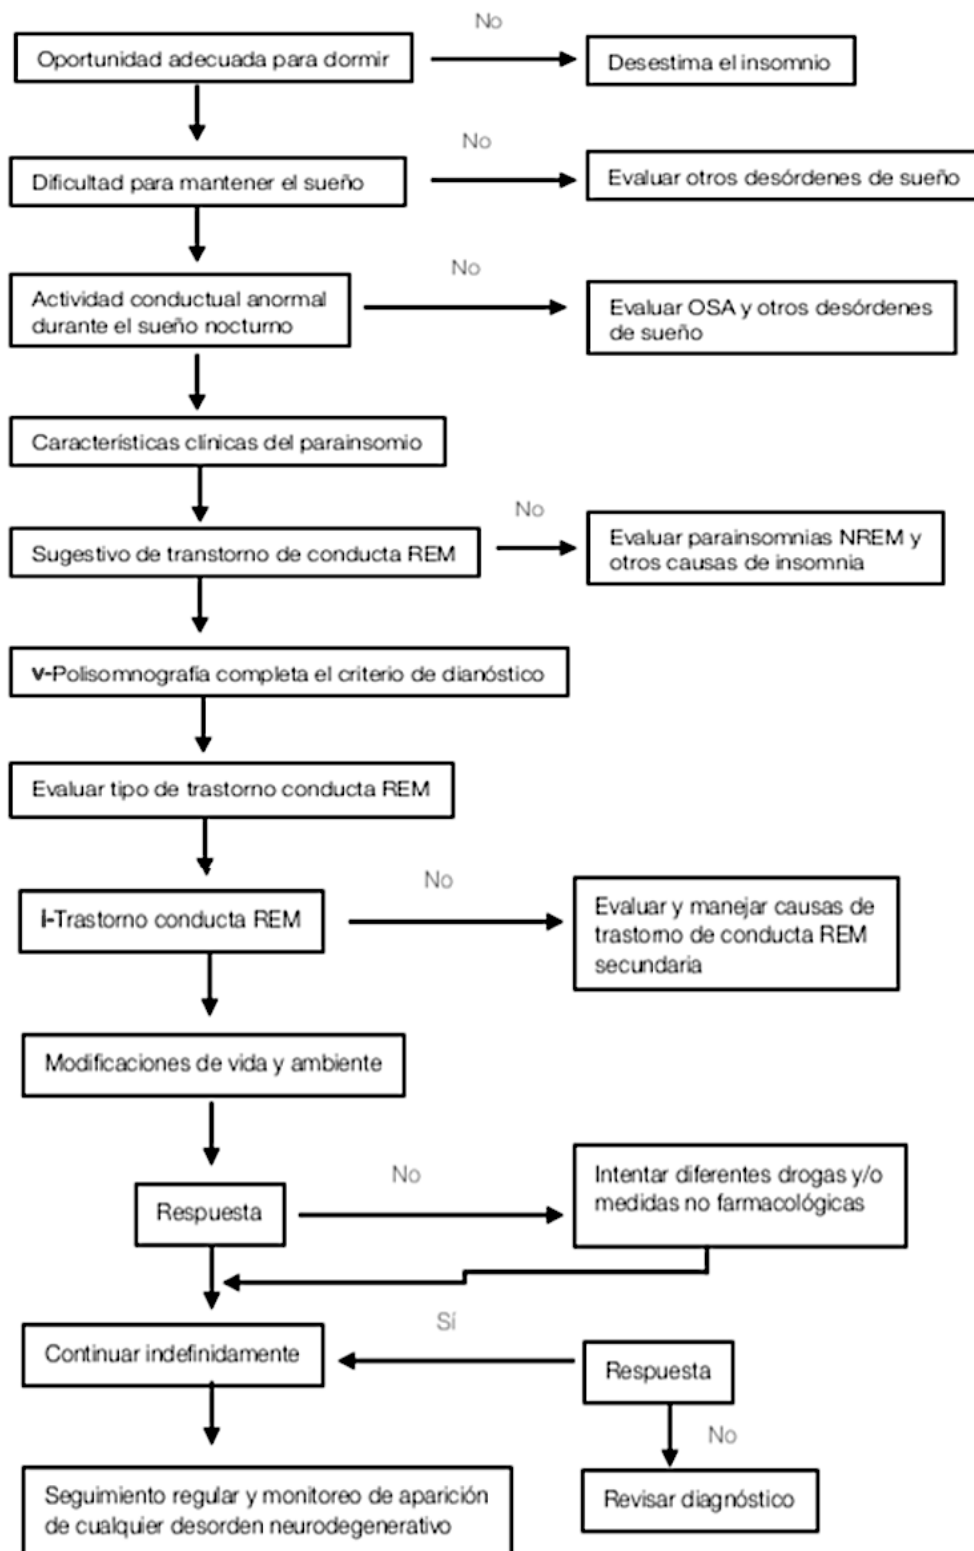 No
Oportunidad adecuada para dormir
Desestima el insomnio
No
Dificultad para mantener el sueño
Evaluar otros desórdenes de sueño
No
Actividad conductual anormal
durante el sueño nocturno
Evaluar OSA y otros desórdenes
de sueño
Características clínicas del parainsomio
No
Sugestivo de transtorno de conducta REM
Evaluar parainsomnias NREM y
otros causas de insomnia
v-Polisomnografía completa el criterio de dianóstico
Evaluar tipo de trastorno conducta REM
No
i-Trastorno conducta REM
Evaluar y manejar causas de
trastorno de conducta REM
secundaria
Modificaciones de vida y ambiente
No
Respuesta
Intentar diferentes drogas y/o
medidas no farmacológicas
Sí
Continuar indefinidamente
Respuesta
No
Seguimiento regular y monitoreo de aparición
de cualquier desorden neurodegenerativo
Revisar diagnóstico